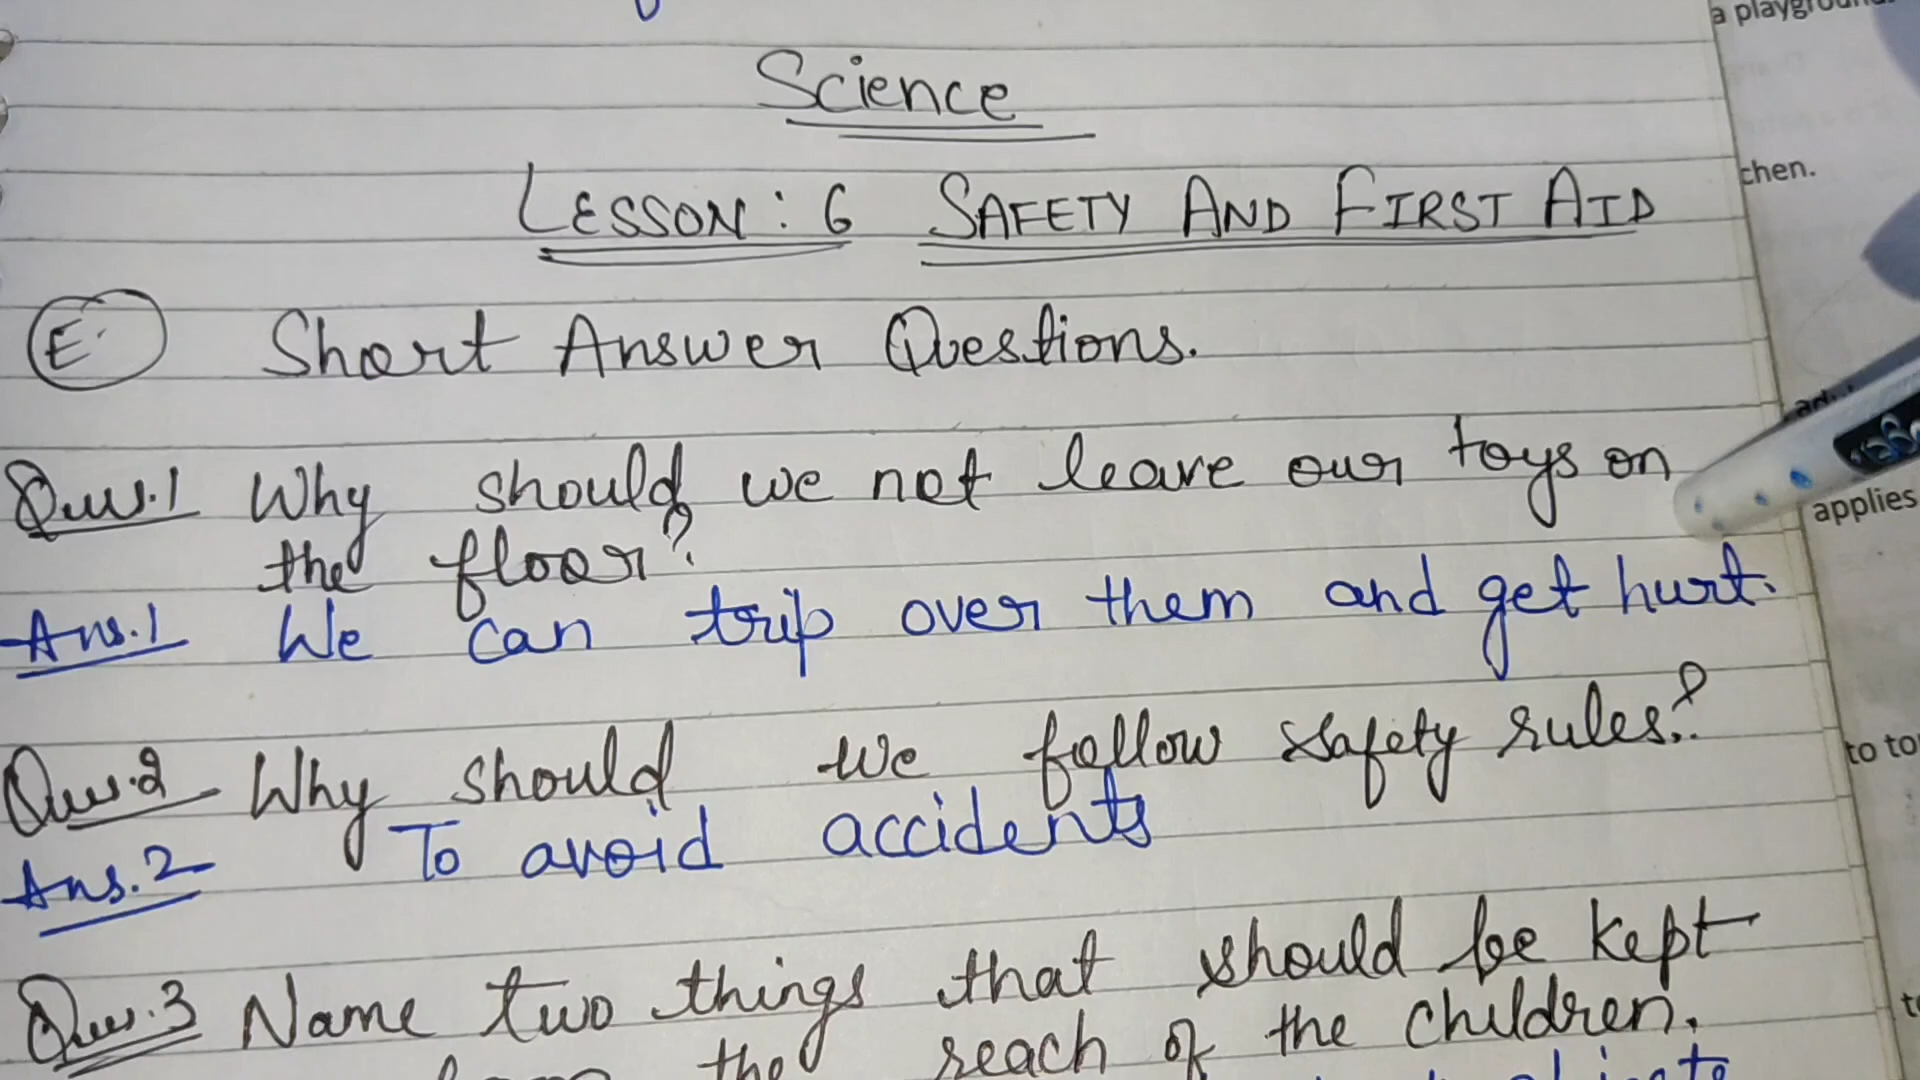 a playground.
Science
chen.
LESSON: 6 SAFETY AND FIRST AID
E. Short Answer Questions.
Ques.1 Why should we not leave our toys on
the floor?
applies
Ans.1 We can trip over them and get hurt.
Ques.2 Why should we follow safety rules?
to to
Ans.2 To avoid accidents
Ques.3 Name two things that should be kept
the reach of the children.